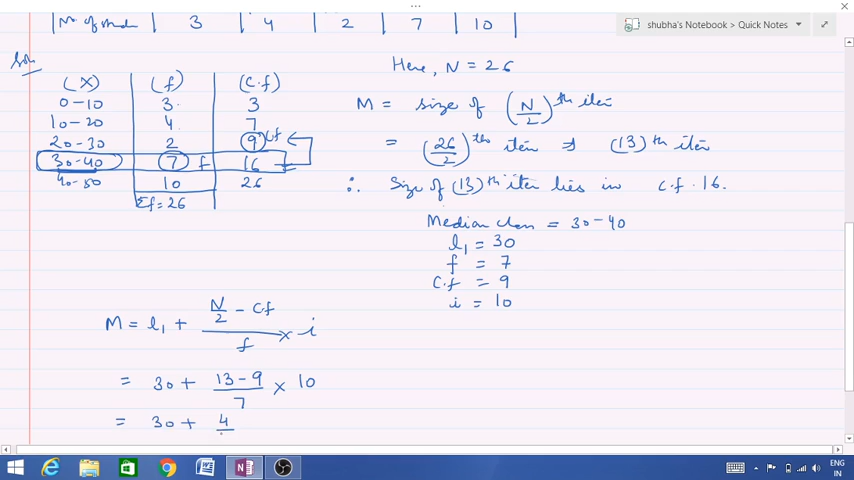 No. of stude 3 4 2 7 10
shubha's Notebook > Quick Notes
Soln
(X) (f) (C.f)
0-10 3 3
10-20 4 7
20-30 2 9 Cf
30-40 7 f 16
40-50 10 26
Σf=26
Here, N = 26
M = size of (N/2)th item
= (26/2)th item ⇒ (13)th item
∴ Size of (13)th item lies in c.f. 16.
Median class = 30-40
l₁ = 30
f = 7
C.f = 9
i = 10
M = l₁ + (N/2 - C.f)/f × i
= 30 + (13-9)/7 × 10
= 30 + 4/
ENG
IN